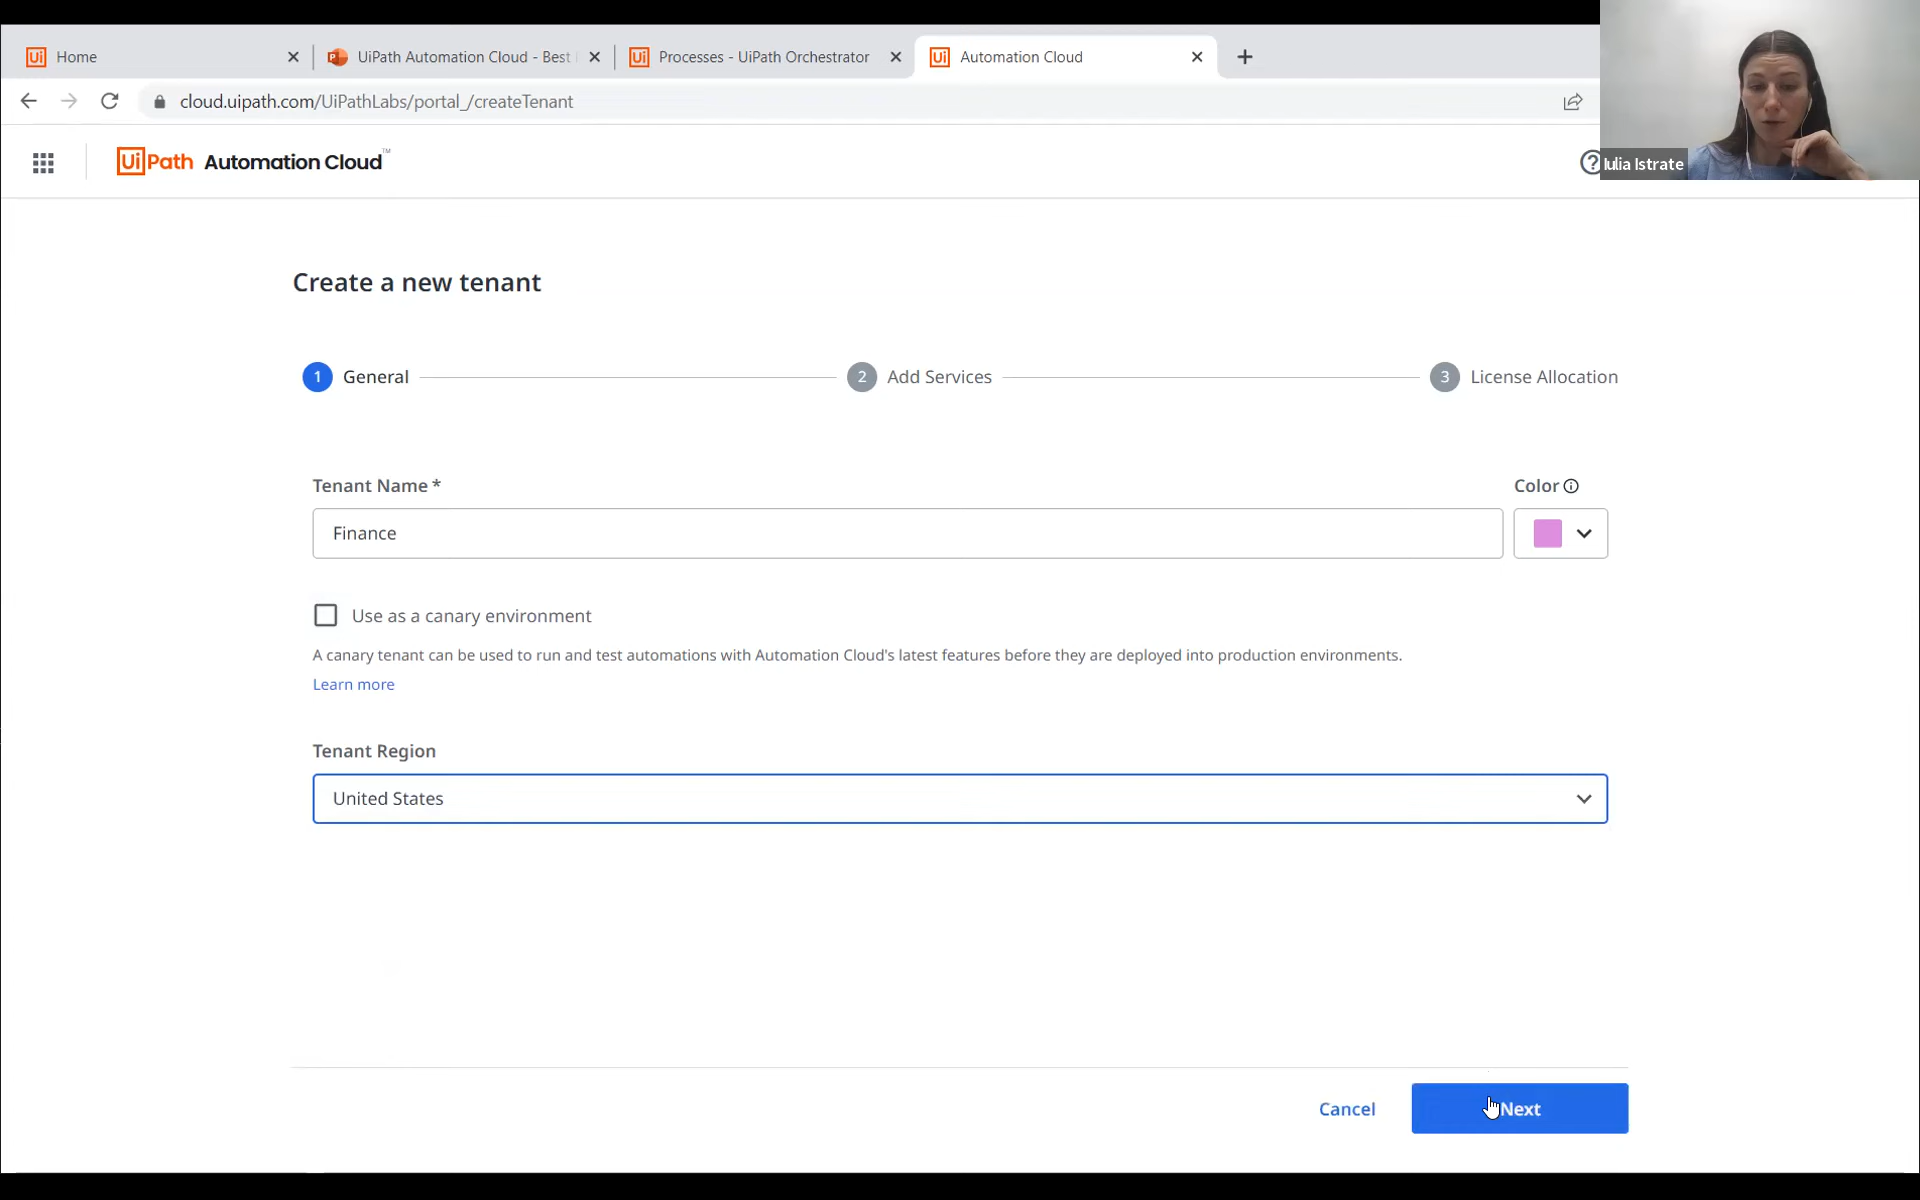 Home
UiPath Automation Cloud - Best
Processes - UiPath Orchestrator
Automation Cloud
cloud.uipath.com/UiPathLabs/portal_/createTenant
UiPath Automation Cloud™
Iulia Istrate
Create a new tenant
1 General
2 Add Services
3 License Allocation
Tenant Name *
Color
Finance
Use as a canary environment
A canary tenant can be used to run and test automations with Automation Cloud's latest features before they are deployed into production environments.
Learn more
Tenant Region
United States
Cancel
Next